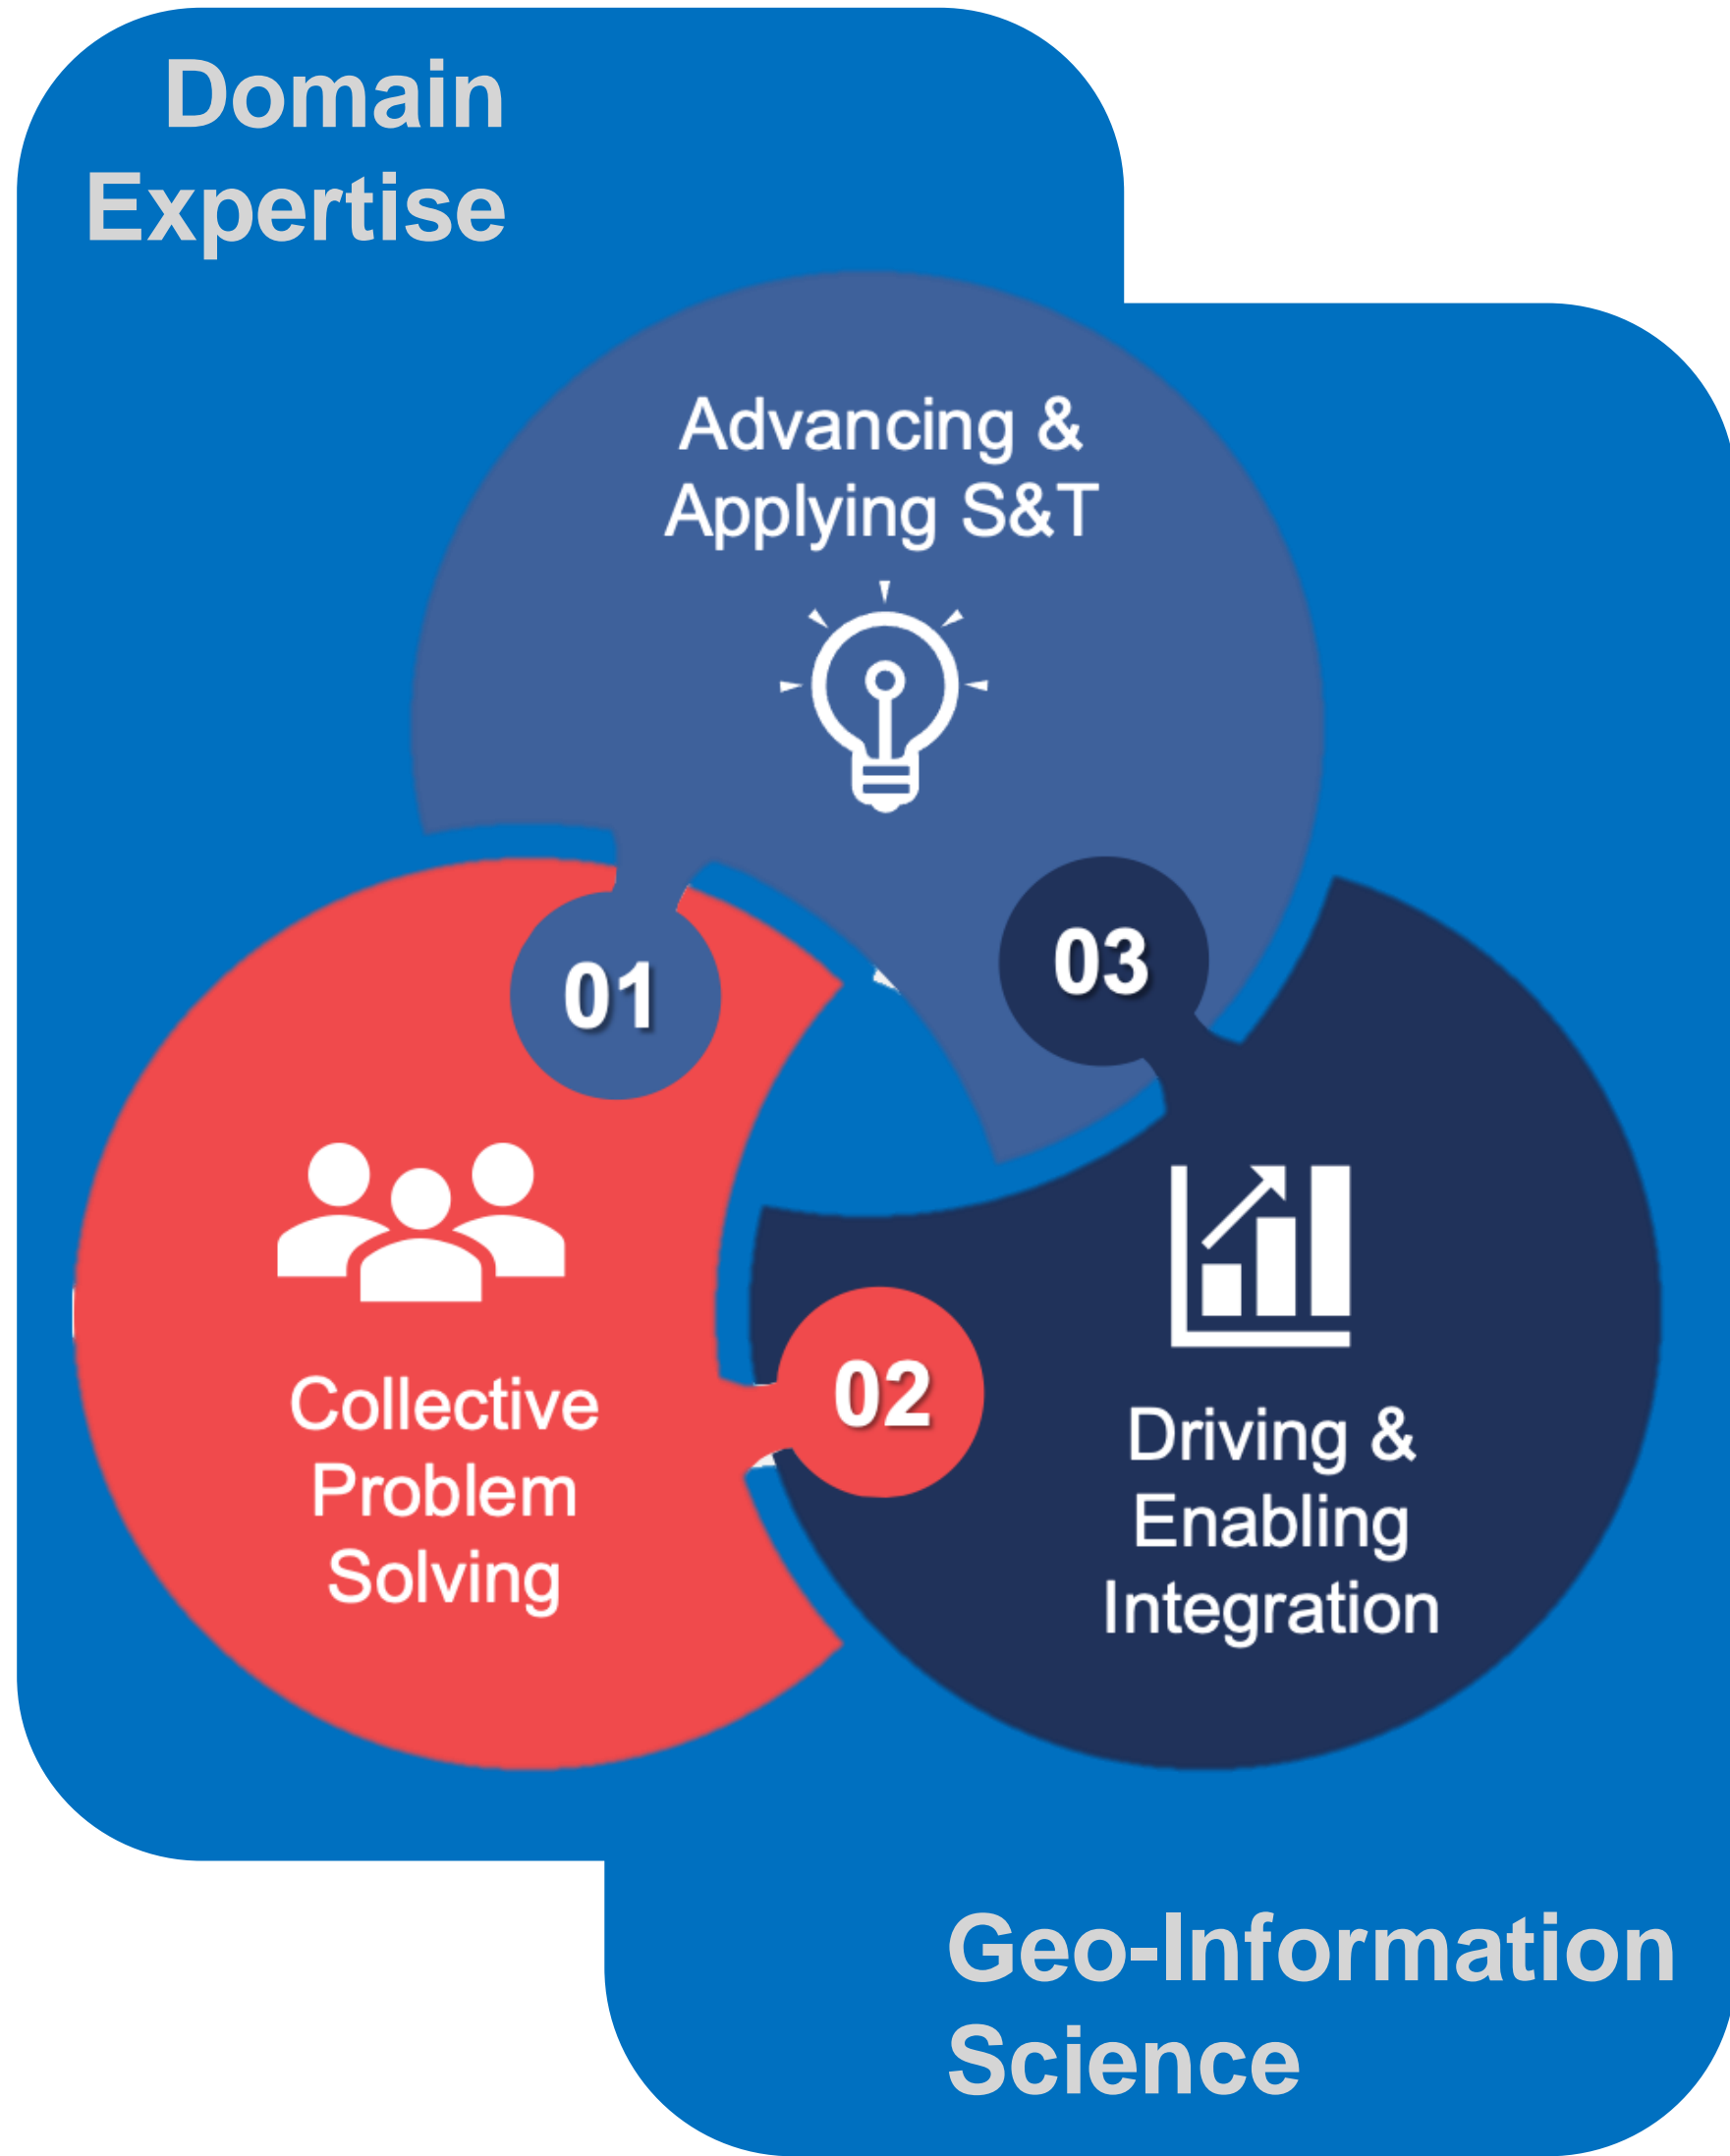 Domain
Expertise
Advancing &
Applying S&T
01
03
02
Collective
Problem
Solving
Driving &
Enabling
Integration
Geo-Information
Science